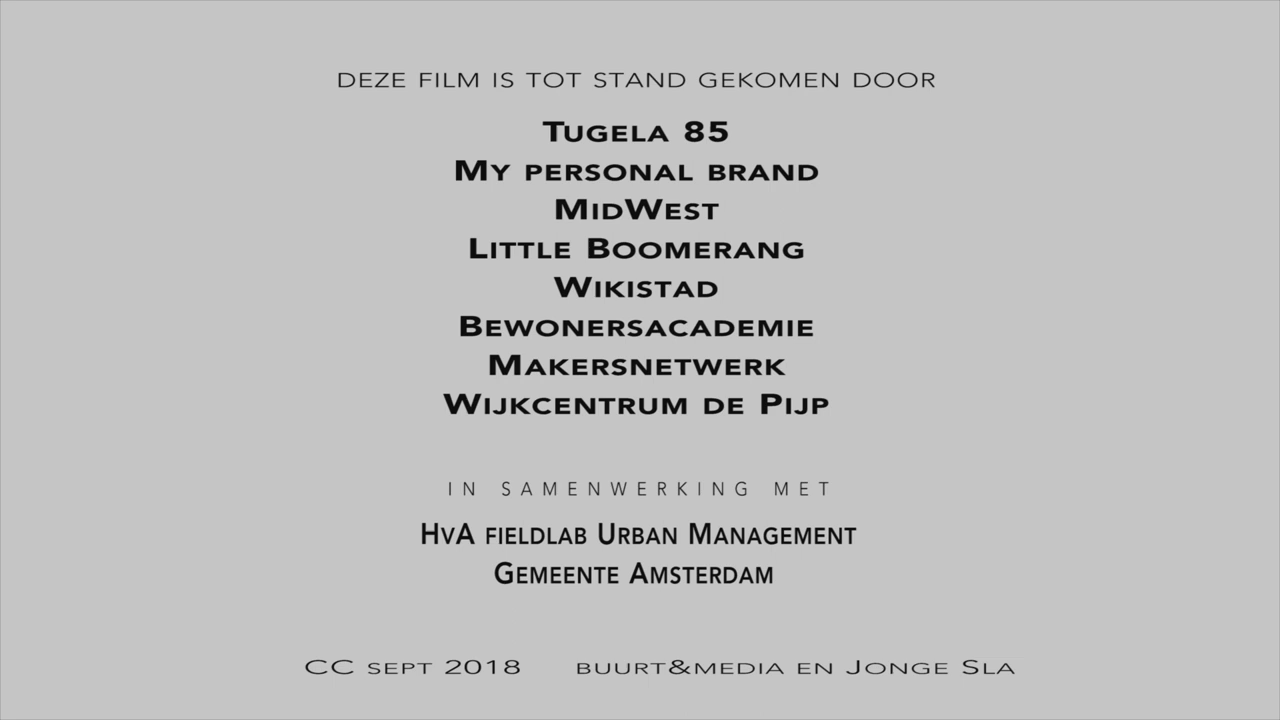 DEZE FILM IS TOT STAND GEKOMEN DOOR
TUGELA 85
MY PERSONAL BRAND
MIDWEST
LITTLE BOOMERANG
WIKISTAD
BEWONERSACADEMIE
MAKERSNETWERK
WIJKCENTRUM DE PIJP
IN SAMENWERKING MET
HVA FIELDLAB URBAN MANAGEMENT
GEMEENTE AMSTERDAM
CC SEPT 2018 BUURT&MEDIA EN JONGE SLA